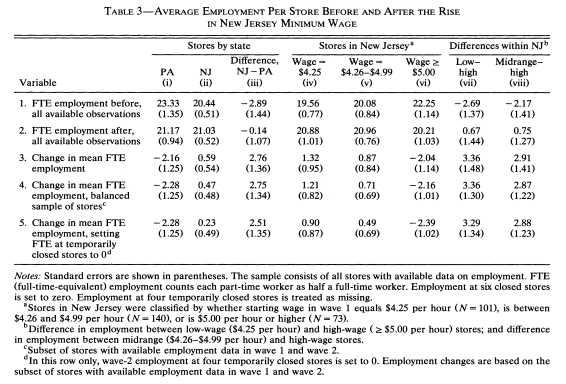 TABLE 3—AVERAGE EMPLOYMENT PER STORE BEFORE AND AFTER THE RISE
IN NEW JERSEY MINIMUM WAGE
Stores by state Stores in New Jerseyᵃ Differences within NJᵇ
Difference, Wage = Wage = Wage ≥ Low– Midrange–
PA NJ NJ − PA $4.25 $4.26–$4.99 $5.00 high high
Variable (i) (ii) (iii) (iv) (v) (vi) (vii) (viii)
1. FTE employment before, 23.33 20.44 −2.89 19.56 20.08 22.25 −2.69 −2.17
all available observations (1.35) (0.51) (1.44) (0.77) (0.84) (1.14) (1.37) (1.41)
2. FTE employment after, 21.17 21.03 −0.14 20.88 20.96 20.21 0.67 0.75
all available observations (0.94) (0.52) (1.07) (1.01) (0.76) (1.03) (1.44) (1.27)
3. Change in mean FTE −2.16 0.59 2.76 1.32 0.87 −2.04 3.36 2.91
employment (1.25) (0.54) (1.36) (0.95) (0.84) (1.14) (1.48) (1.41)
4. Change in mean FTE −2.28 0.47 2.75 1.21 0.71 −2.16 3.36 2.87
employment, balanced (1.25) (0.48) (1.34) (0.82) (0.69) (1.01) (1.30) (1.22)
sample of storesᶜ
5. Change in mean FTE −2.28 0.23 2.51 0.90 0.49 −2.39 3.29 2.88
employment, setting (1.25) (0.49) (1.35) (0.87) (0.69) (1.02) (1.34) (1.23)
FTE at temporarily
closed stores to 0ᵈ
Notes: Standard errors are shown in parentheses. The sample consists of all stores with available data on employment. FTE
(full-time-equivalent) employment counts each part-time worker as half a full-time worker. Employment at six closed stores
is set to zero. Employment at four temporarily closed stores is treated as missing.
ᵃStores in New Jersey were classified by whether starting wage in wave 1 equals $4.25 per hour (N = 101), is between
$4.26 and $4.99 per hour (N = 140), or is $5.00 per hour or higher (N = 73).
ᵇDifference in employment between low-wage ($4.25 per hour) and high-wage (≥ $5.00 per hour) stores; and difference
in employment between midrange ($4.26–$4.99 per hour) and high-wage stores.
ᶜSubset of stores with available employment data in wave 1 and wave 2.
ᵈIn this row only, wave-2 employment at four temporarily closed stores is set to 0. Employment changes are based on the
subset of stores with available employment data in wave 1 and wave 2.